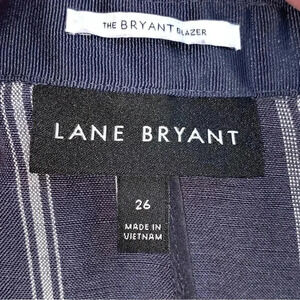 THE BRYANT BLAZER
LANE BRYANT
26
MADE IN
VIETNAM